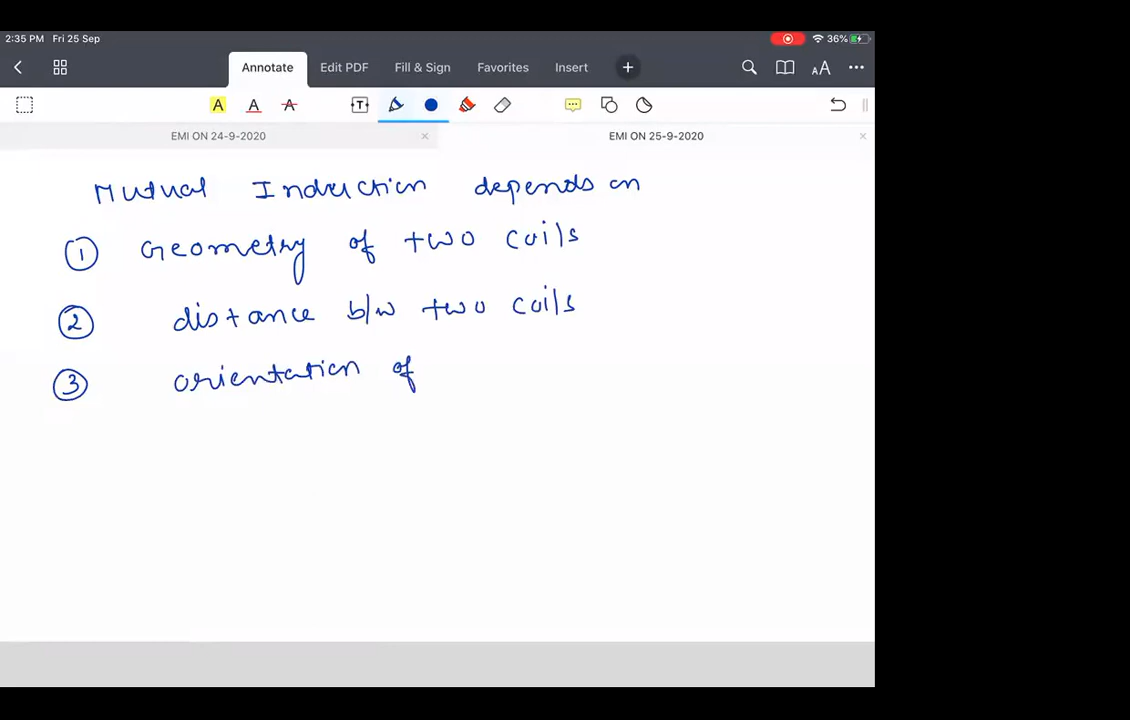 2:35 PM Fri 25 Sep 36%
Annotate Edit PDF Fill & Sign Favorites Insert +
A A A T AA
EMI ON 24-9-2020 × EMI ON 25-9-2020 ×
Mutual Induction depends on
① Geometry of two coils
② distance b/w two coils
③ orientation of